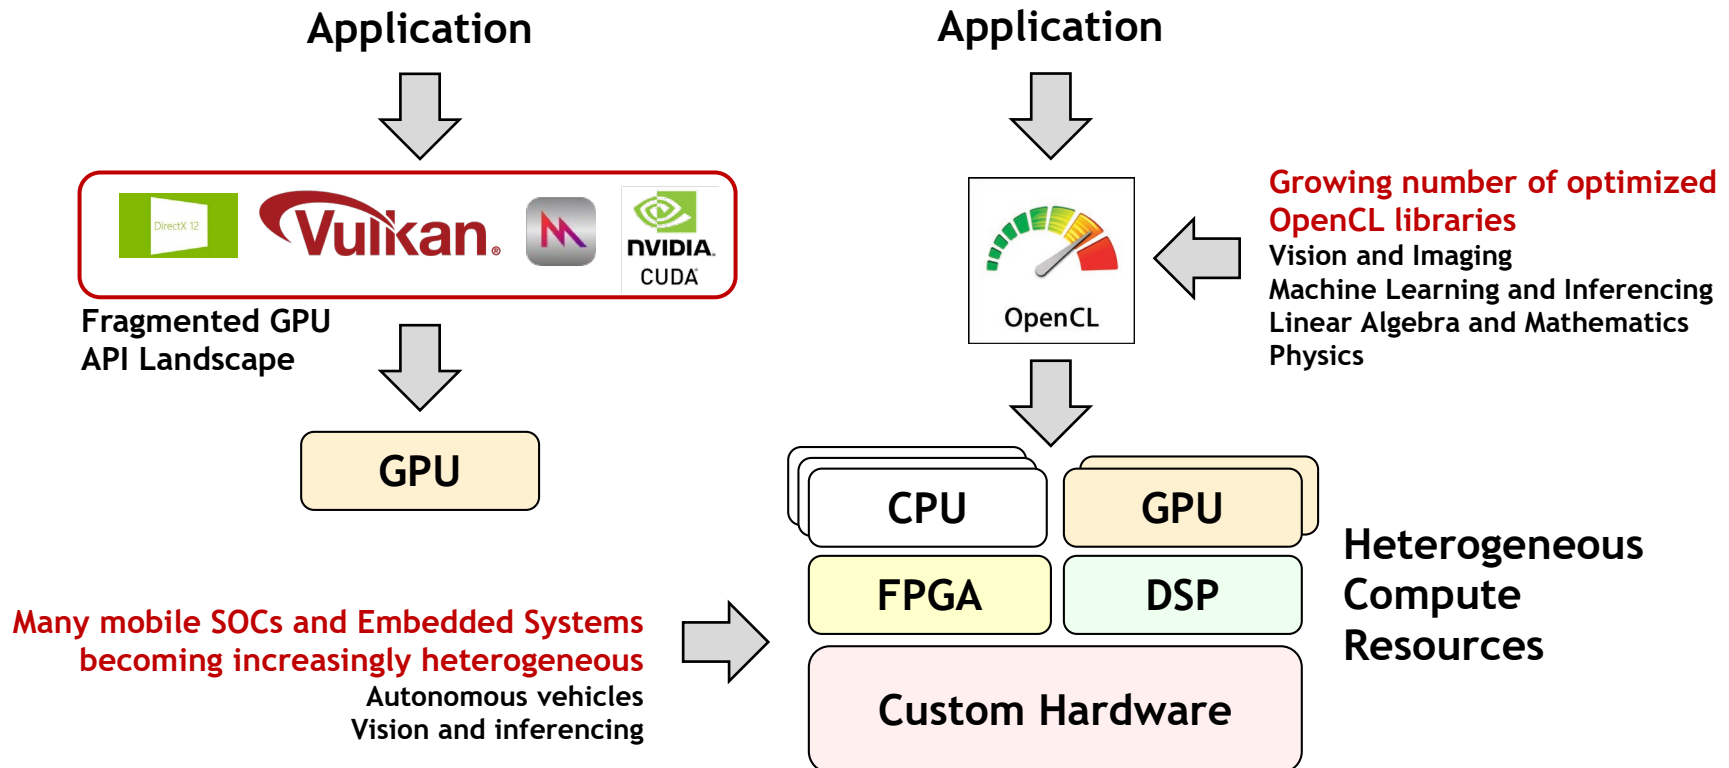 Application
DirectX 12
Vulkan®
NVIDIA.
CUDA
Fragmented GPU
API Landscape
GPU
Application
OpenCL
Growing number of optimized
OpenCL libraries
Vision and Imaging
Machine Learning and Inferencing
Linear Algebra and Mathematics
Physics
CPU
GPU
FPGA
DSP
Custom Hardware
Heterogeneous
Compute
Resources
Many mobile SOCs and Embedded Systems
becoming increasingly heterogeneous
Autonomous vehicles
Vision and inferencing